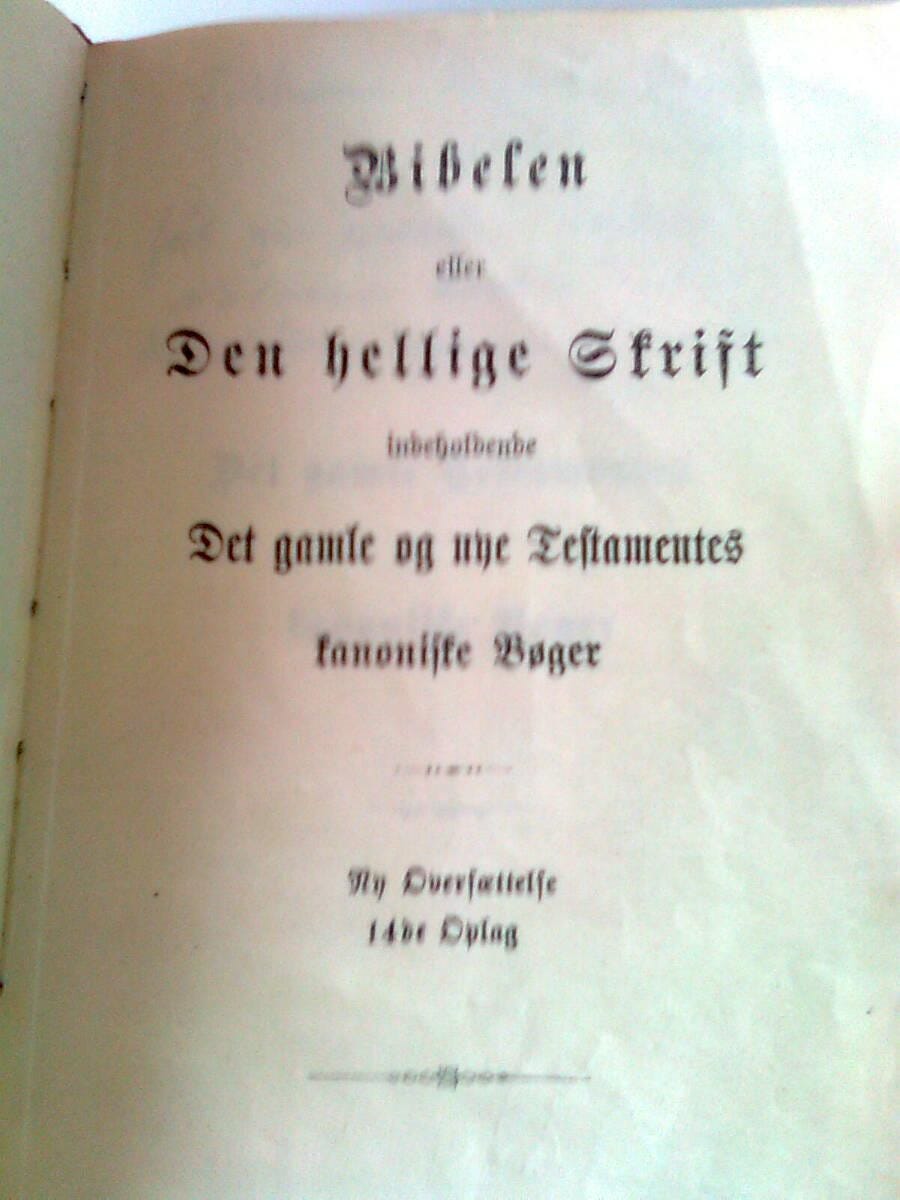 Bibelen
eller
Den hellige Skrift
indeholdende
Det gamle og nye Testamentes
kanoniske Bøger
Ny Oversættelse
14de Oplag